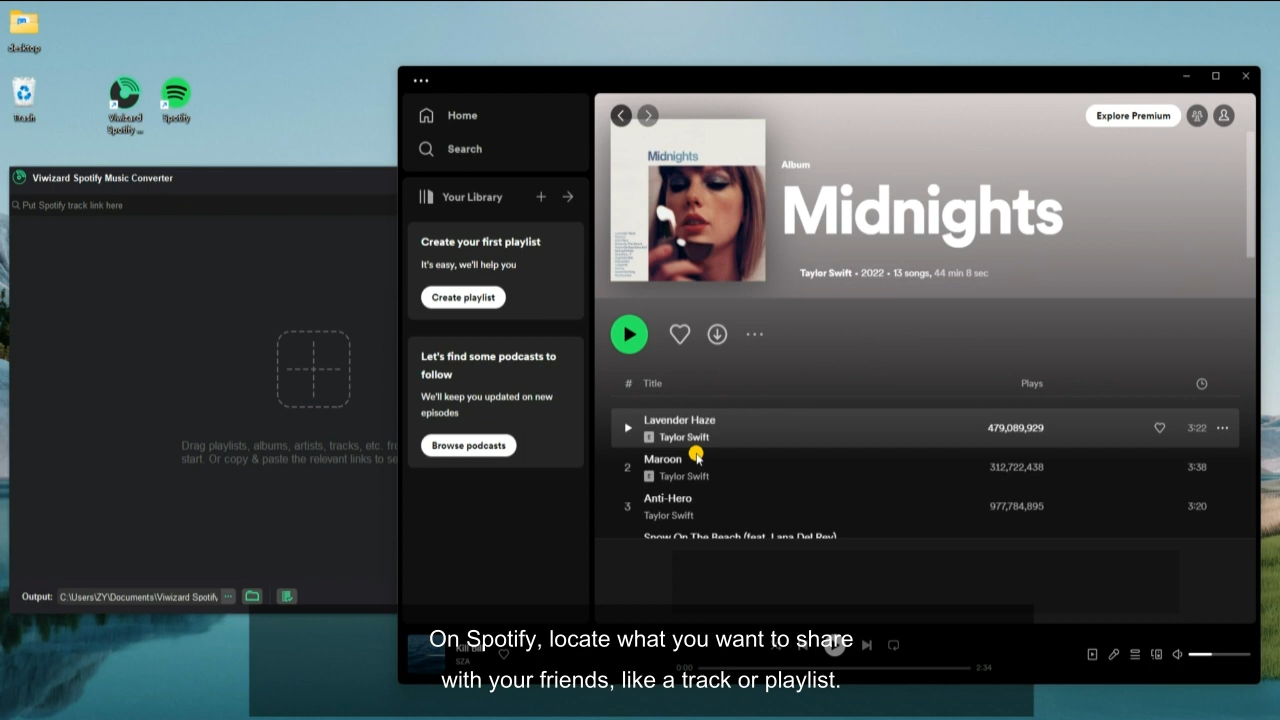 desktop
Trash
Viwizard
Spotify ...
Spotify
Viwizard Spotify Music Converter
Put Spotify track link here
Drag playlists, albums, artists, tracks, etc. fr
start. Or copy & paste the relevant links to se
Output:
C:\Users\ZY\Documents\Viwizard Spotify
Home
Search
Your Library
Create your first playlist
It's easy, we'll help you
Create playlist
Let's find some podcasts to
follow
We'll keep you updated on new
episodes
Browse podcasts
Explore Premium
Midnights
Album
Midnights
Taylor Swift • 2022 • 13 songs, 44 min 8 sec
# Title Plays
Lavender Haze 479,089,929 3:22
E Taylor Swift
2 Maroon 312,722,438 3:38
E Taylor Swift
3 Anti-Hero 977,784,895 3:20
Taylor Swift
Snow On The Beach (feat. Lana Del Rey)
Kill Bill
SZA
0:00 2:34
On Spotify, locate what you want to share
with your friends, like a track or playlist.